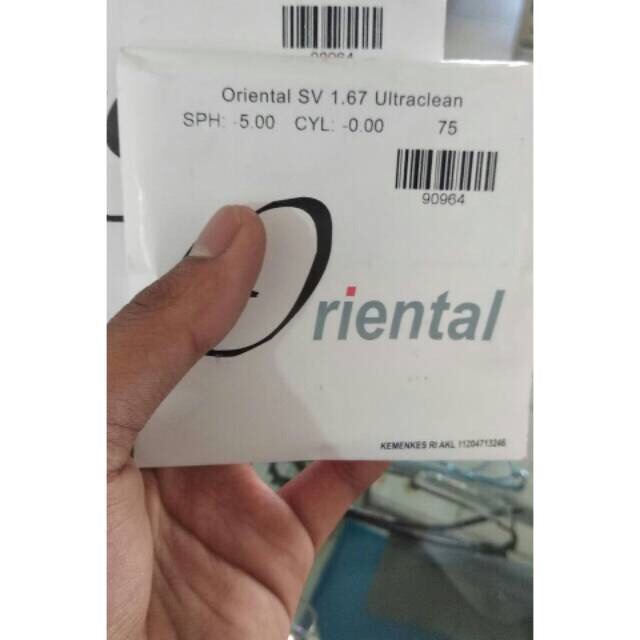 90964
Oriental SV 1.67 Ultraclean
SPH: -5.00 CYL: -0.00 75
90964
Oriental
KEMENKES RI AKL 11204713246